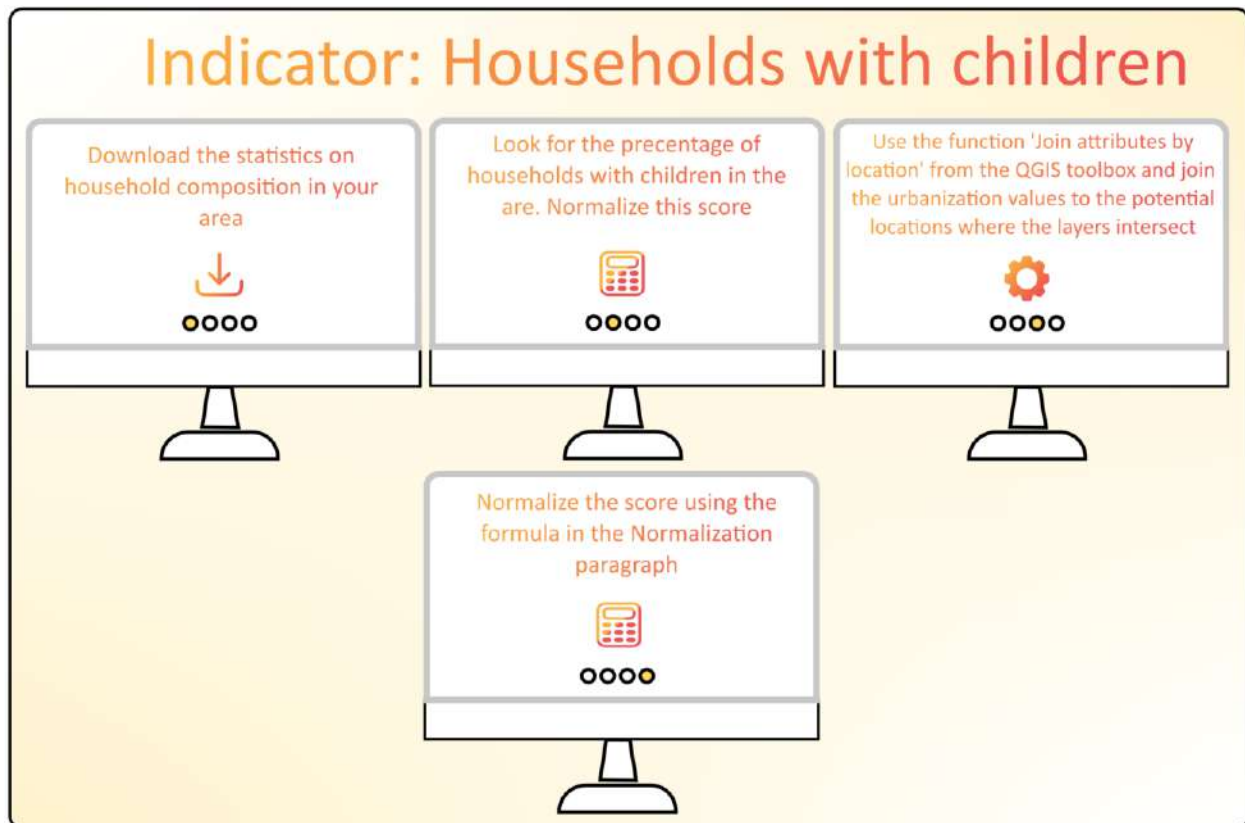 Indicator: Households with children
Download the statistics on
household composition in your
area
Look for the precentage of
households with children in the
are. Normalize this score
Use the function 'Join attributes by
location' from the QGIS toolbox and join
the urbanization values to the potential
locations where the layers intersect
Normalize the score using the
formula in the Normalization
paragraph